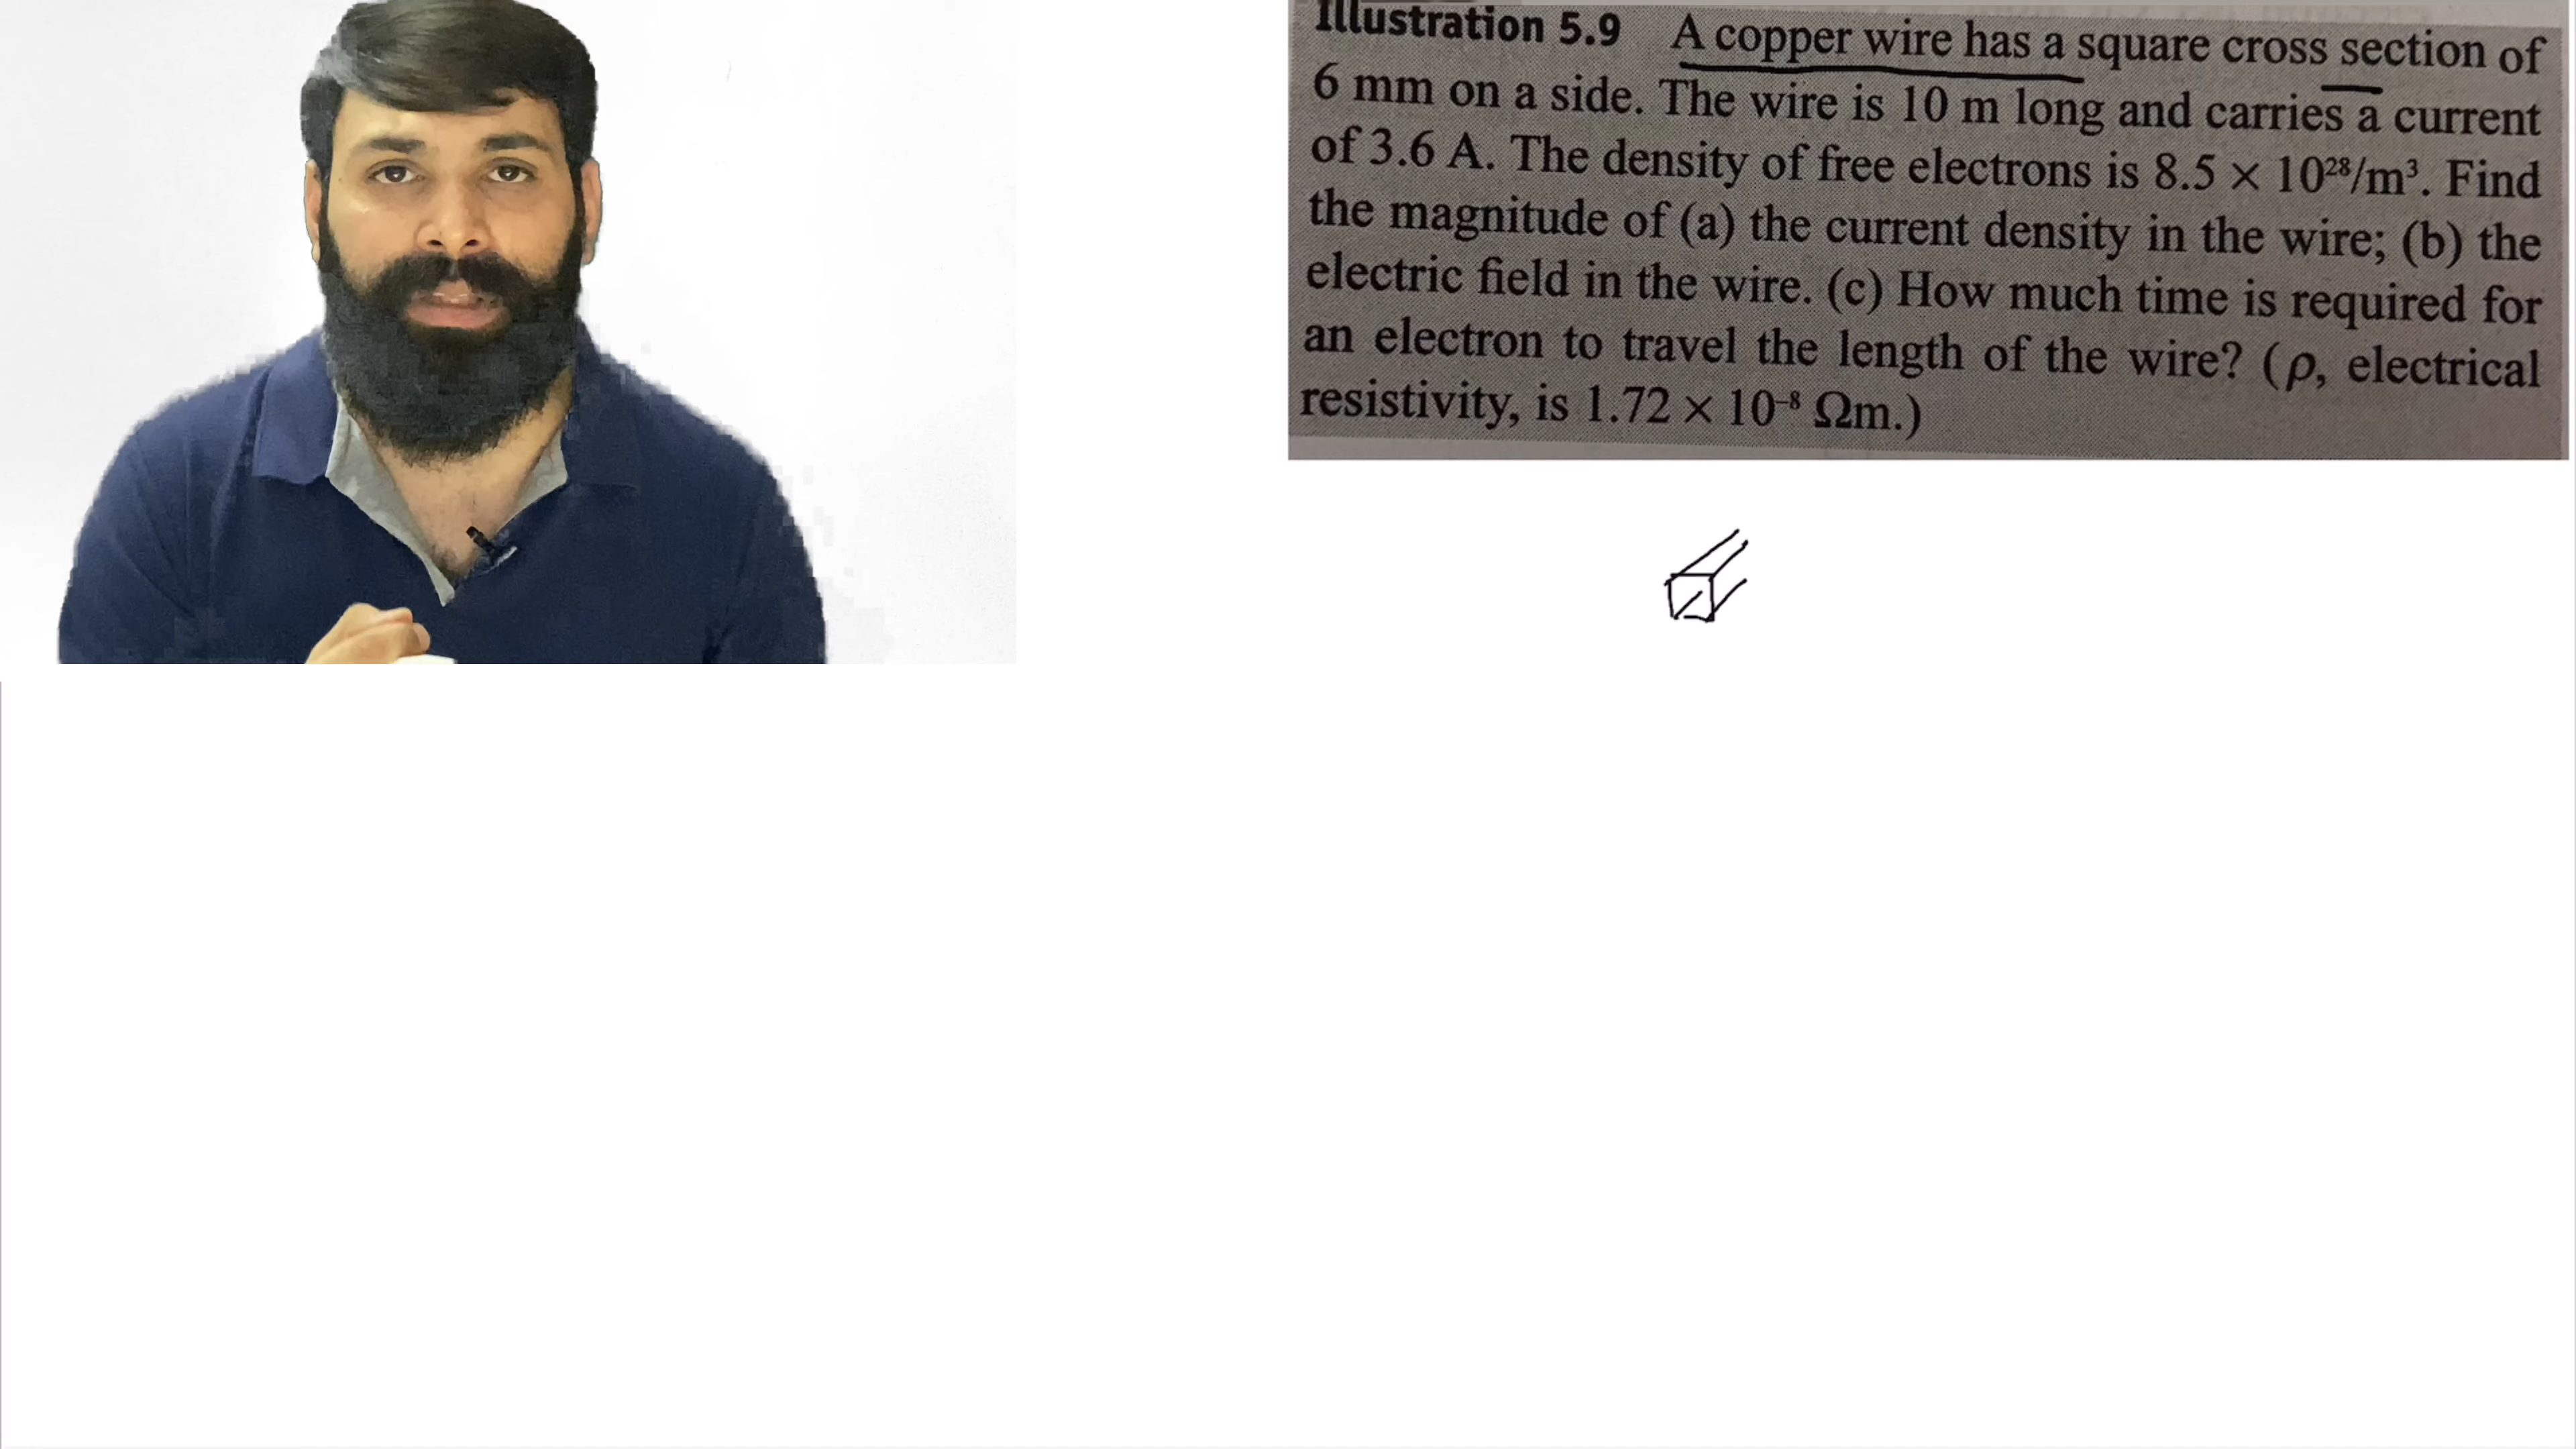 Illustration 5.9 A copper wire has a square cross section of
6 mm on a side. The wire is 10 m long and carries a current
of 3.6 A. The density of free electrons is 8.5 × 10²⁸/m³. Find
the magnitude of (a) the current density in the wire; (b) the
electric field in the wire. (c) How much time is required for
an electron to travel the length of the wire? (ρ, electrical
resistivity, is 1.72 × 10⁻⁸ Ωm.)